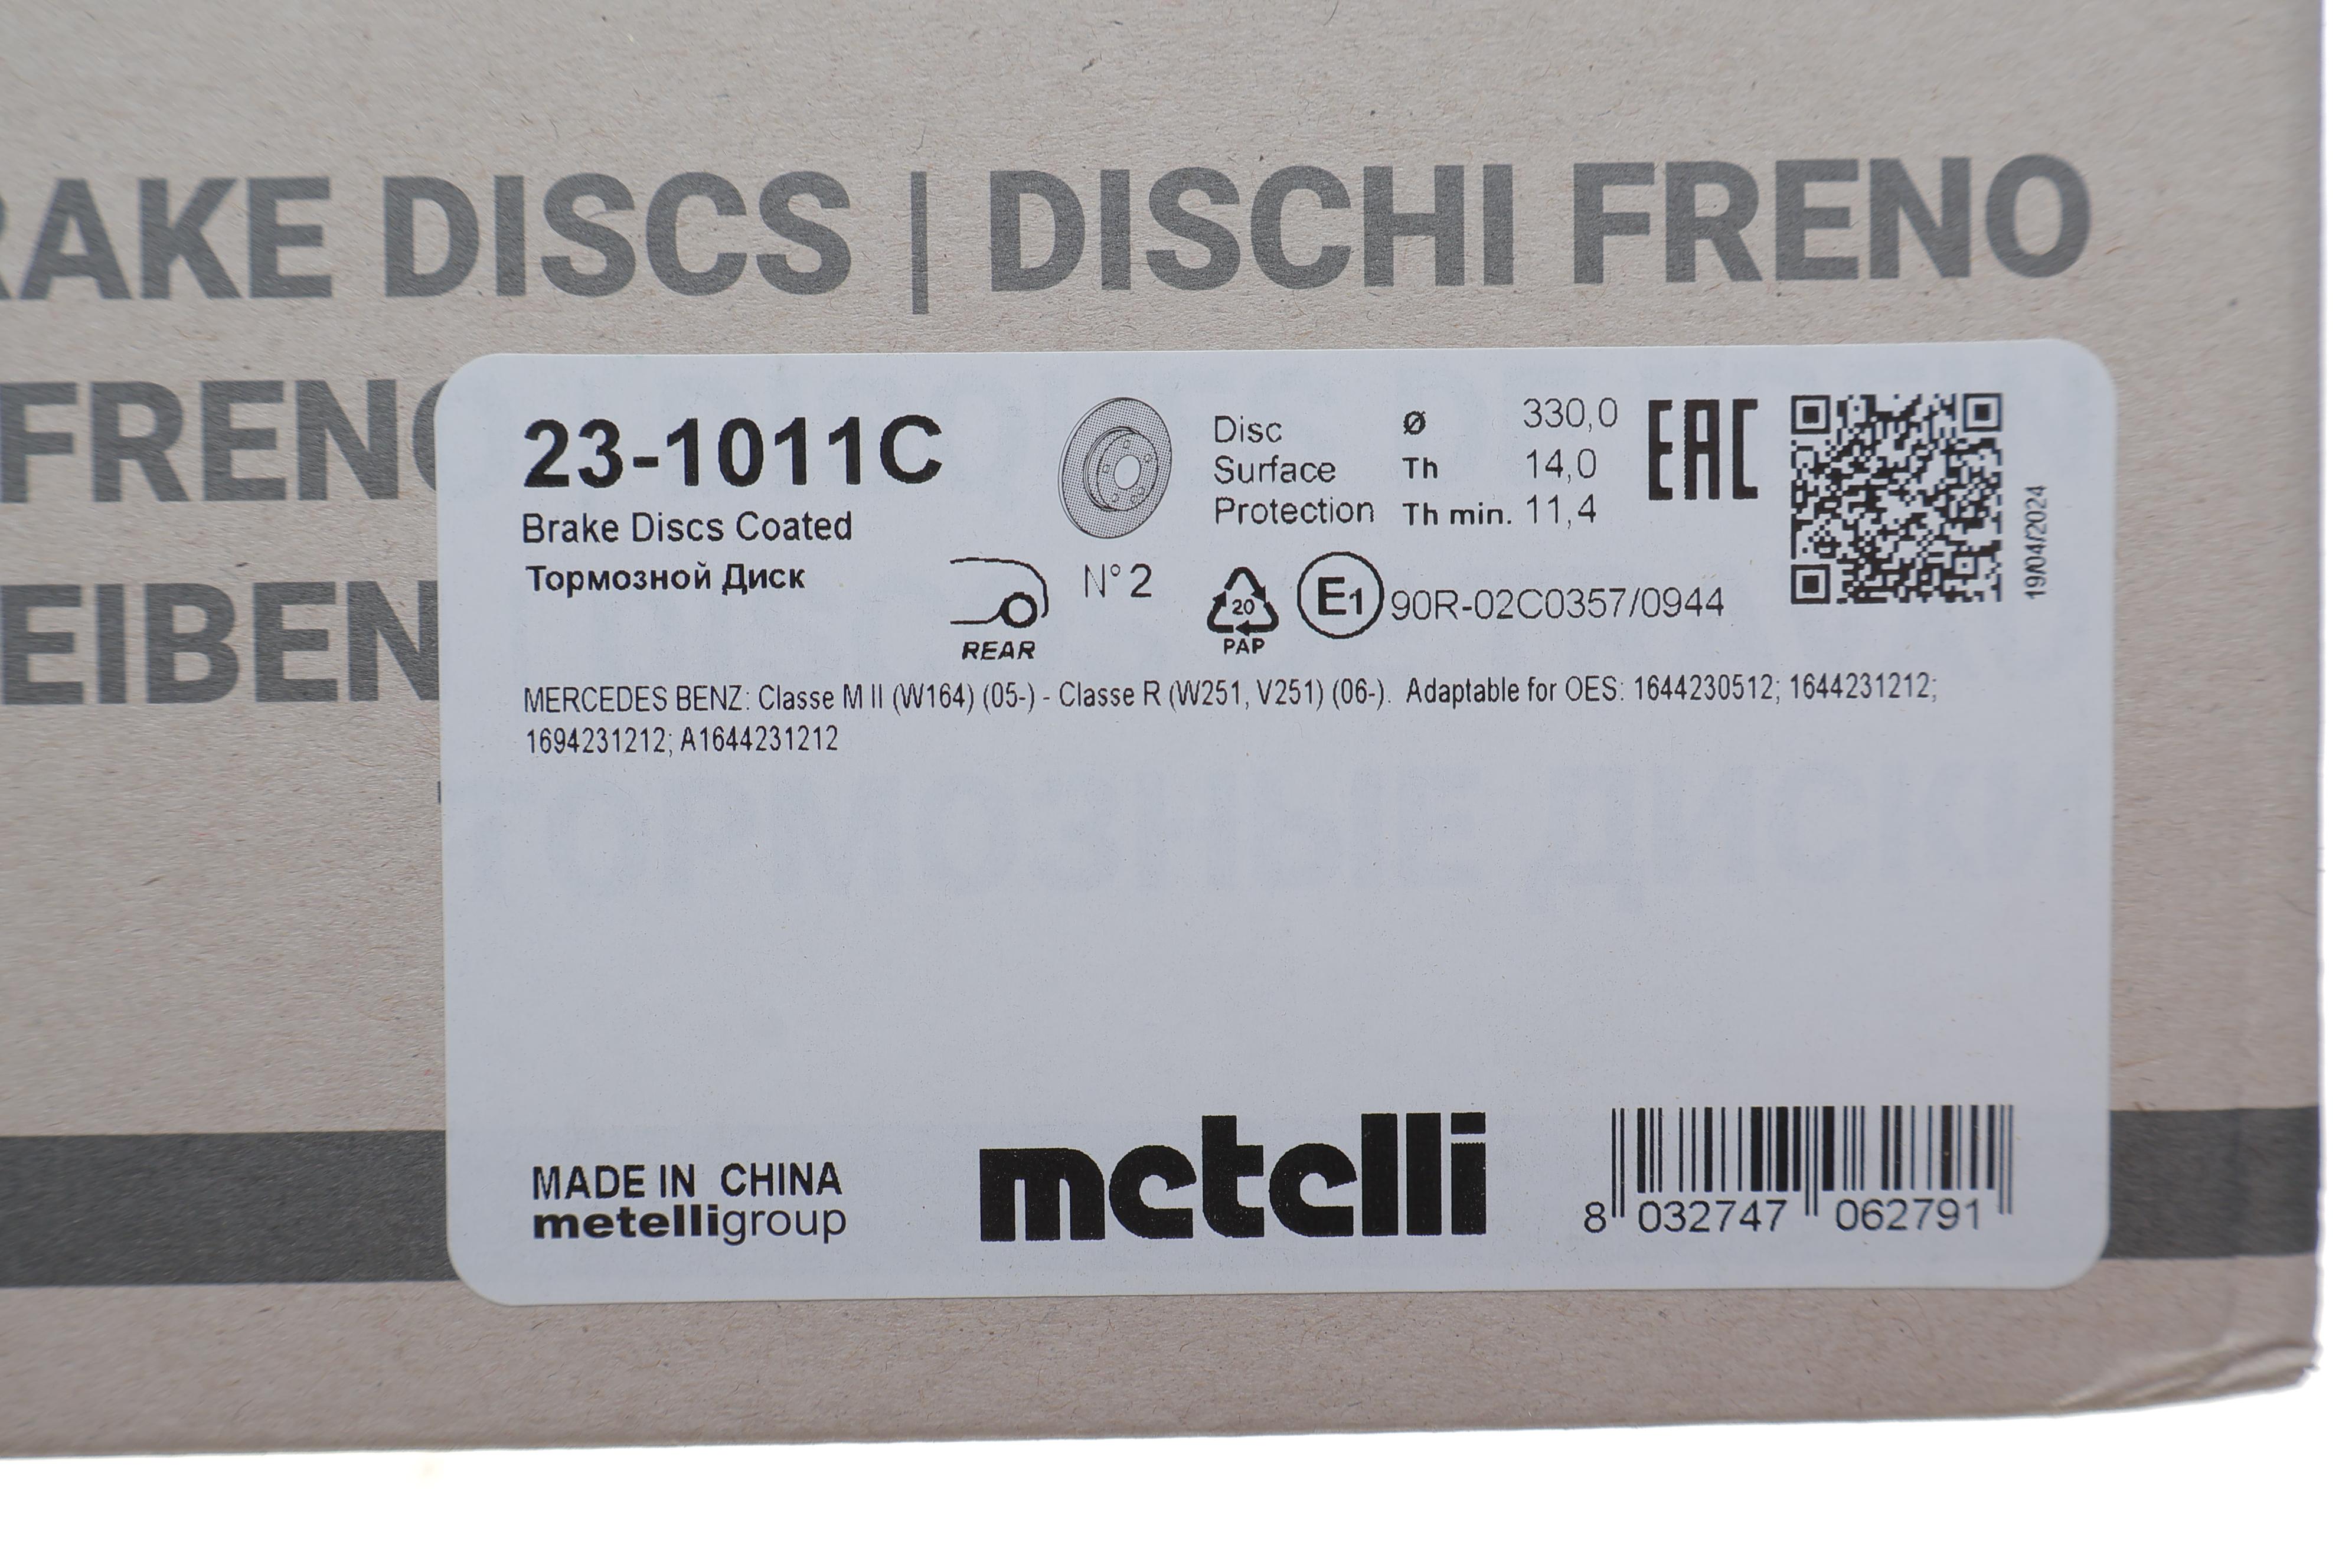 BRAKE DISCS | DISCHI FRENO
FRENO
EIBEN
23-1011C
Brake Discs Coated
Тормозной Диск
Disc Ø 330,0
Surface Th 14,0
Protection Th min. 11,4
EAC
19/04/2024
REAR
N° 2
20
PAP
E1 90R-02C0357/0944
MERCEDES BENZ: Classe M II (W164) (05-) - Classe R (W251, V251) (06-). Adaptable for OES: 1644230512; 1644231212;
1694231212; A1644231212
MADE IN CHINA
metelligroup
metelli
8 032747 062791